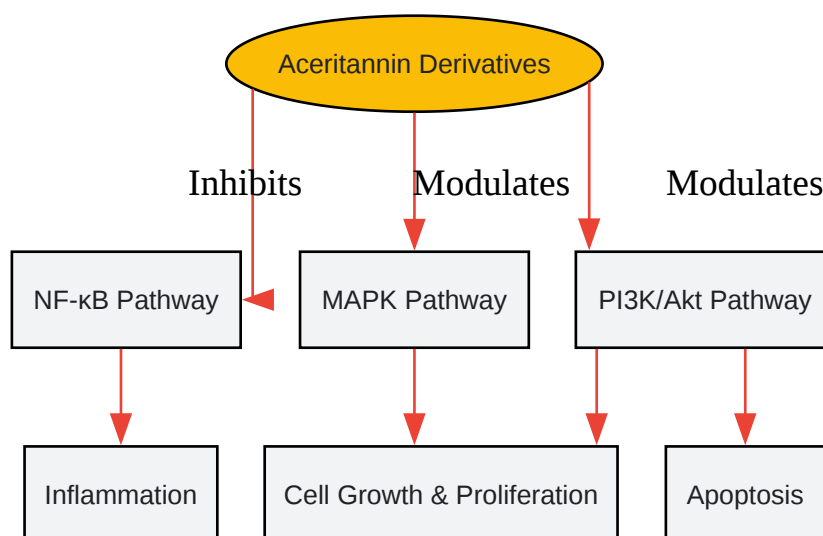 Aceritannin Derivatives
Inhibits
Modulates
Modulates
NF-κB Pathway
MAPK Pathway
PI3K/Akt Pathway
Inflammation
Cell Growth & Proliferation
Apoptosis